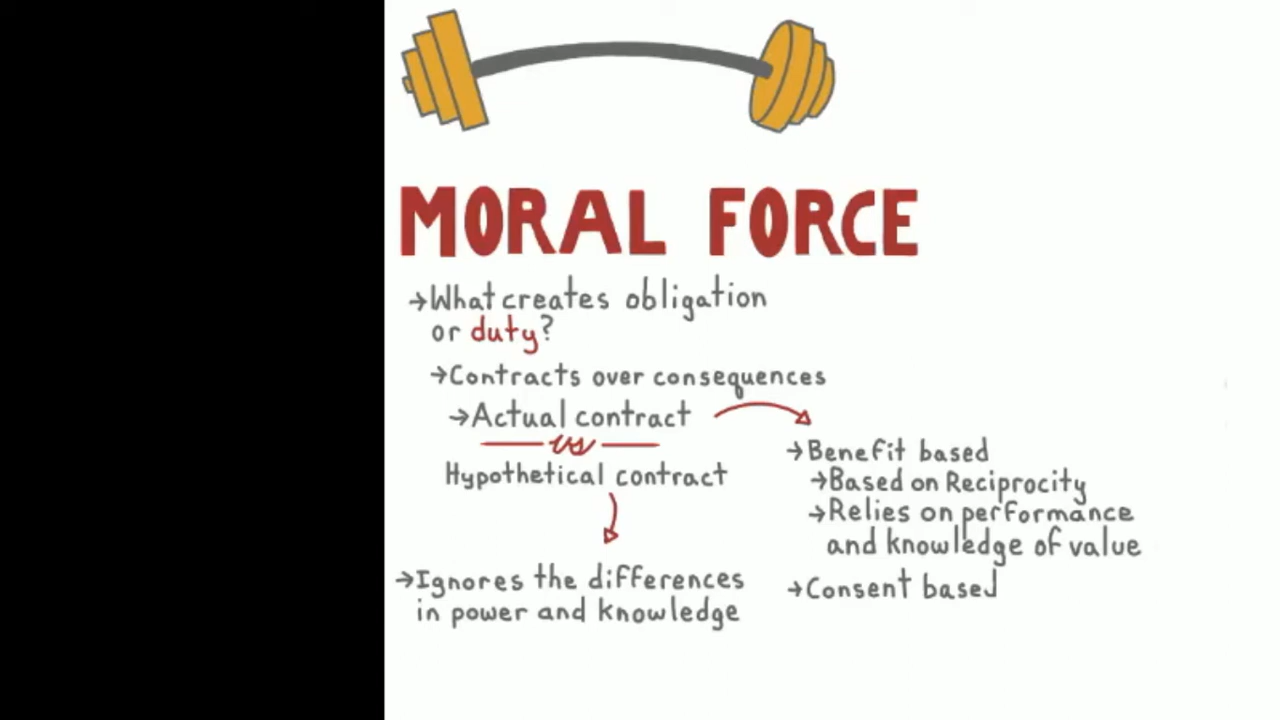 MORAL FORCE
→What creates obligation
or duty?
→Contracts over consequences
→Actual contract
vs
Hypothetical contract
→Ignores the differences
in power and knowledge
→Benefit based
→Based on Reciprocity
→Relies on performance
and knowledge of value
→Consent based